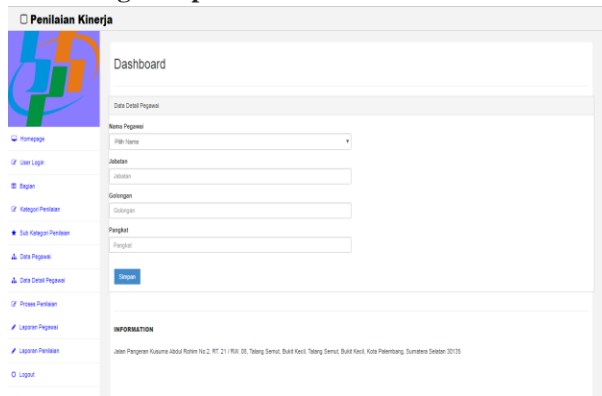 Penilaian Kinerja
Dashboard
Data Detail Pegawai
Nama Pegawai
Pilih Nama
Jabatan
Jabatan
Golongan
Golongan
Pangkat
Pangkat
Simpan
Homepage
User Login
Bagian
Kategori Penilaian
Sub Kategori Penilaian
Data Pegawai
Data Detail Pegawai
Proses Penilaian
Laporan Pegawai
Laporan Penilaian
Logout
INFORMATION
Jalan Pangeran Kusuma Abdul Rohim No.2, RT. 21 / RW. Talang Semut, Bukit Kecil, Talang Semut, Bukit Kecil, Kota Palembang, Sumatera Selatan 30135